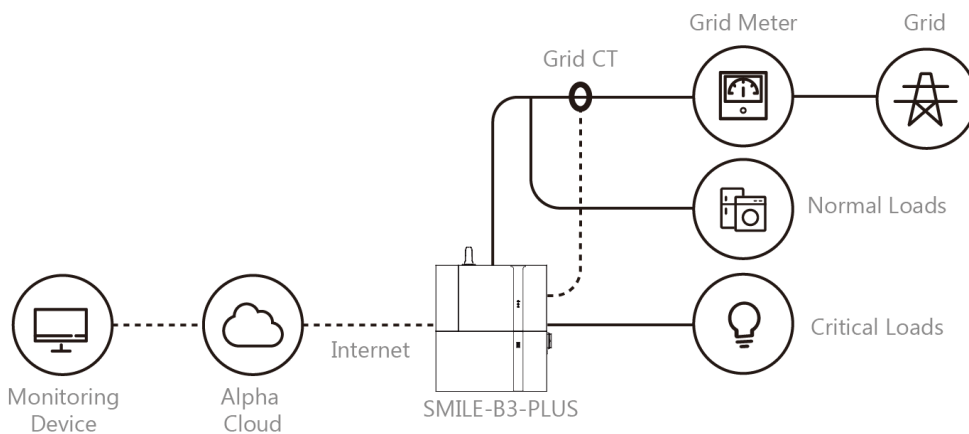 Grid Meter
Grid
Grid CT
Normal Loads
Critical Loads
Internet
Monitoring
Device
Alpha
Cloud
SMILE-B3-PLUS